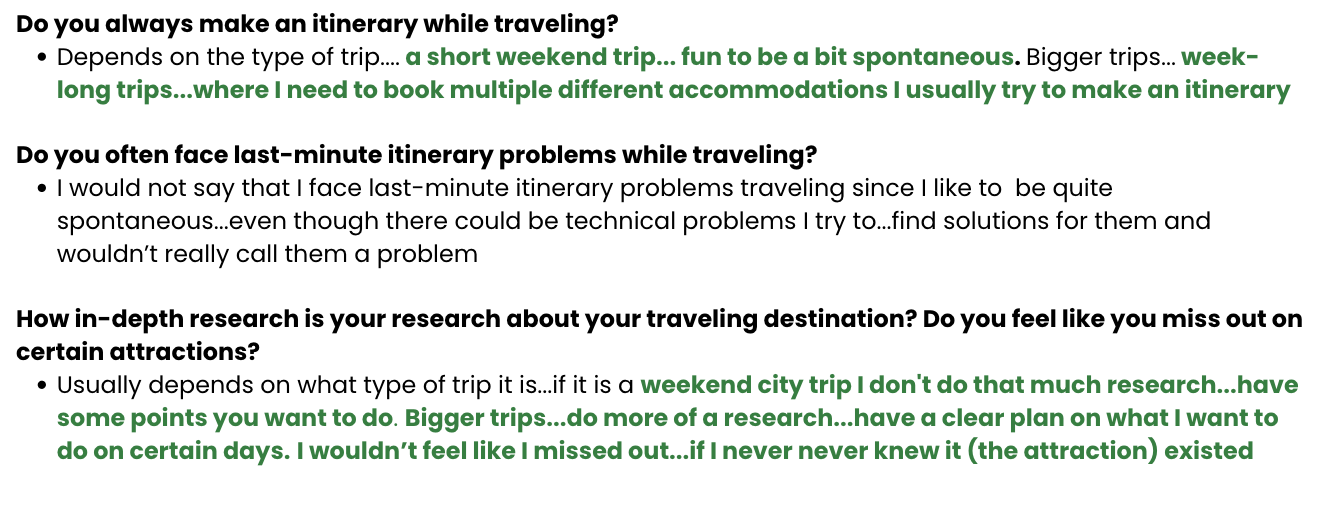 Do you always make an itinerary while traveling?
• Depends on the type of trip.... a short weekend trip... fun to be a bit spontaneous. Bigger trips... week-
long trips...where I need to book multiple different accommodations I usually try to make an itinerary
Do you often face last-minute itinerary problems while traveling?
• I would not say that I face last-minute itinerary problems traveling since I like to  be quite
spontaneous...even though there could be technical problems I try to...find solutions for them and
wouldn't really call them a problem
How in-depth research is your research about your traveling destination? Do you feel like you miss out on
certain attractions?
• Usually depends on what type of trip it is...if it is a weekend city trip I don't do that much research...have
some points you want to do. Bigger trips...do more of a research...have a clear plan on what I want to
do on certain days. I wouldn't feel like I missed out...if I never never knew it (the attraction) existed